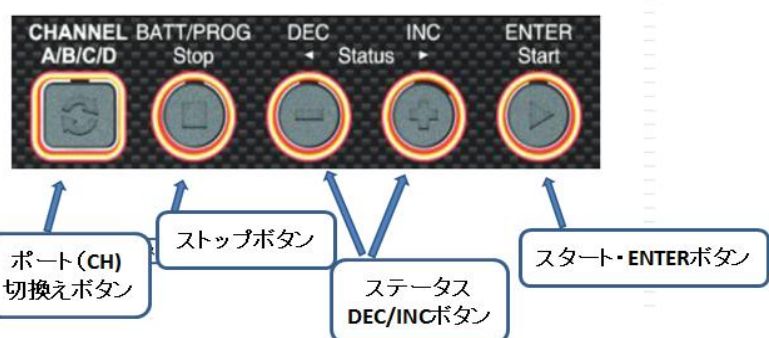 CHANNEL BATT/PROG DEC INC ENTER
A/B/C/D Stop ◄ Status ► Start
ストップボタン
ポート(CH)
切換えボタン
スタート・ENTERボタン
ステータス
DEC/INCボタン